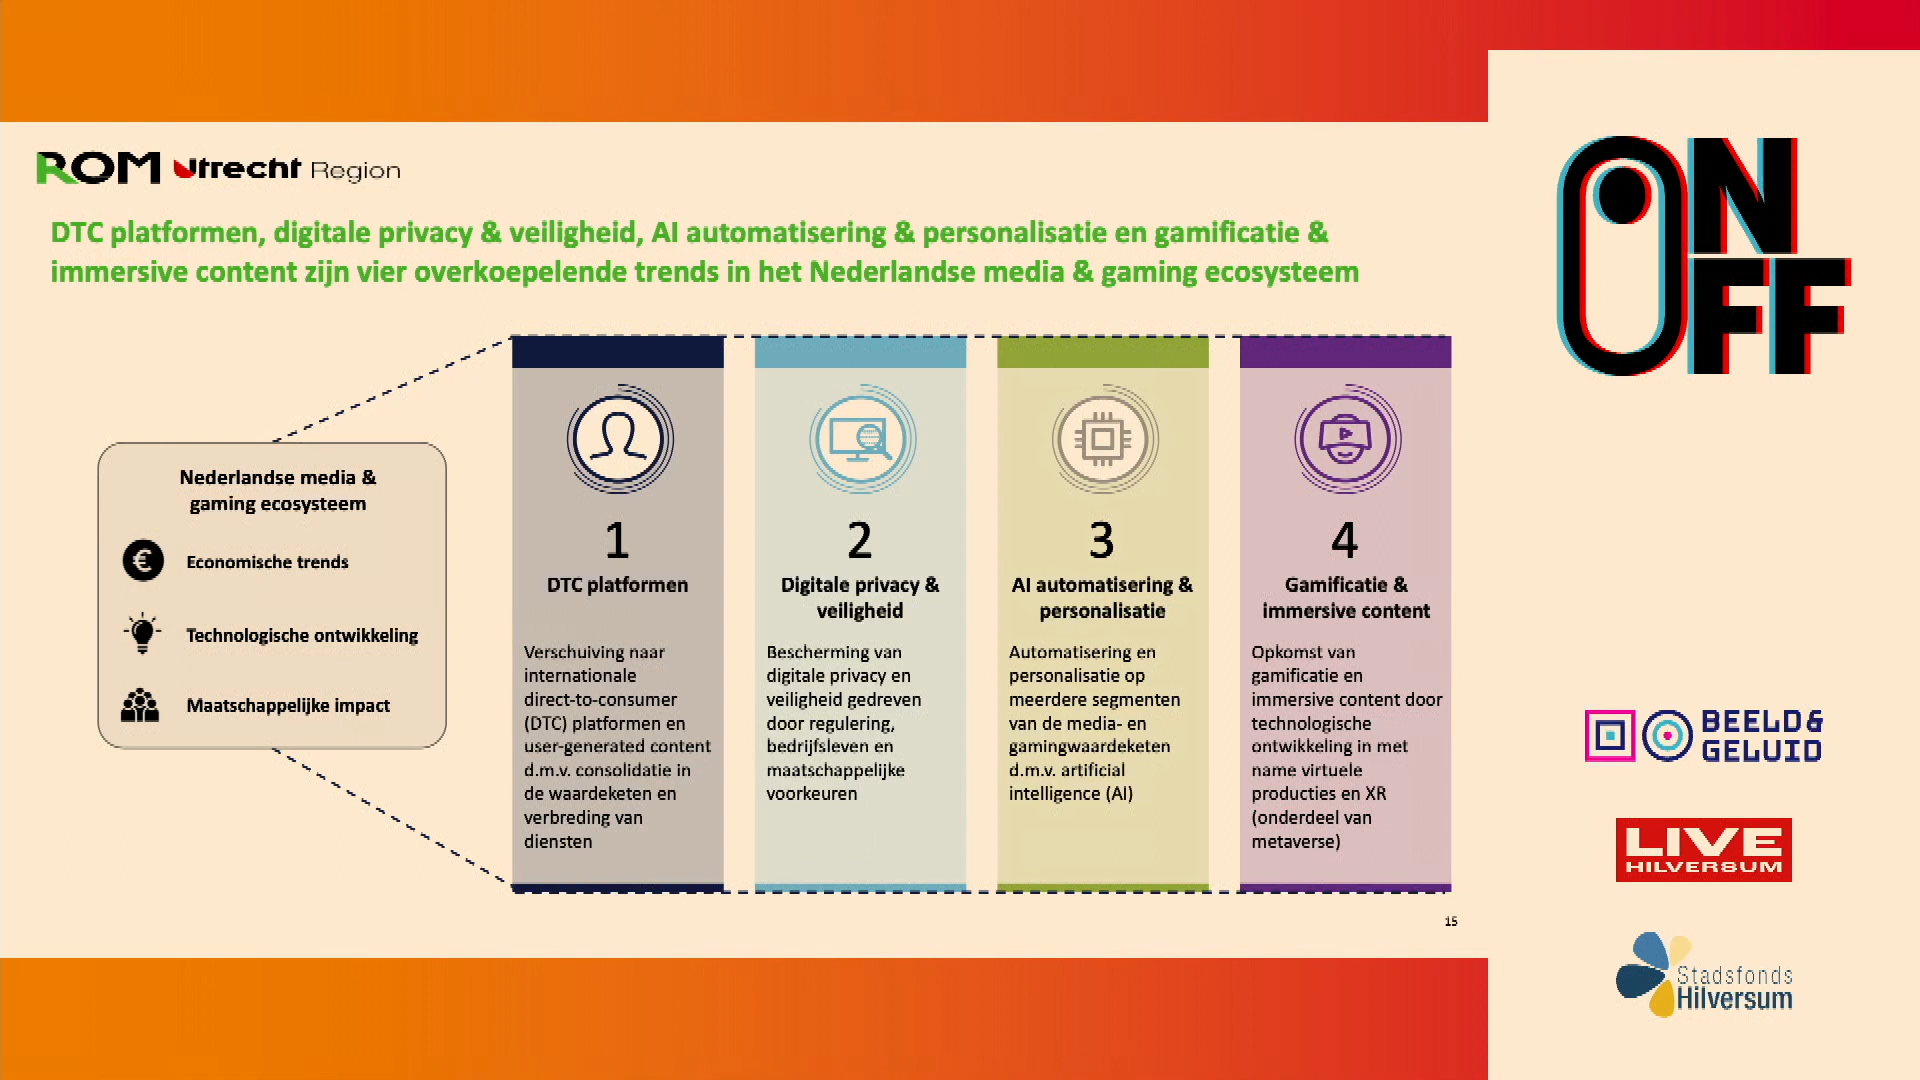 ROM Utrecht Region
DTC platformen, digitale privacy & veiligheid, AI automatisering & personalisatie en gamificatie &
immersive content zijn vier overkoepelende trends in het Nederlandse media & gaming ecosysteem
Nederlandse media &
gaming ecosysteem
€
Economische trends
Technologische ontwikkeling
Maatschappelijke impact
1
DTC platformen
Verschuiving naar
internationale
direct-to-consumer
(DTC) platformen en
user-generated content
d.m.v. consolidatie in
de waardeketen en
verbreding van
diensten
2
Digitale privacy &
veiligheid
Bescherming van
digitale privacy en
veiligheid gedreven
door regulering,
bedrijfsleven en
maatschappelijke
voorkeuren
3
AI automatisering &
personalisatie
Automatisering en
personalisatie op
meerdere segmenten
van de media- en
gamingwaardeketen
d.m.v. artificial
intelligence (AI)
4
Gamificatie &
immersive content
Opkomst van
gamificatie en
immersive content door
technologische
ontwikkeling in met
name virtuele
producties en XR
(onderdeel van
metaverse)
15
ON
OFF
BEELD&
GELUID
LIVE
HILVERSUM
Stadsfonds
Hilversum